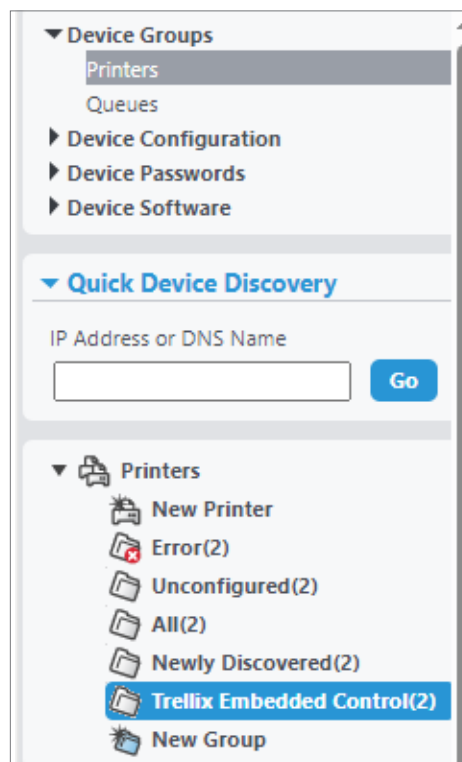 Device Groups
Printers
Queues
Device Configuration
Device Passwords
Device Software
Quick Device Discovery
IP Address or DNS Name
Go
Printers
New Printer
Error(2)
Unconfigured(2)
All(2)
Newly Discovered(2)
Trellix Embedded Control(2)
New Group